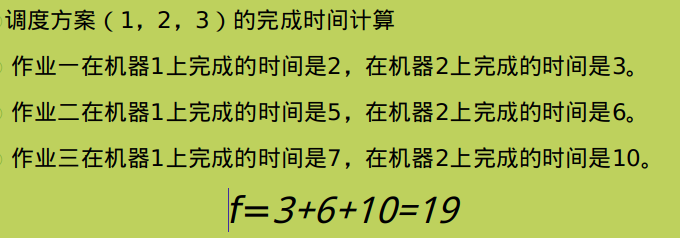 调度方案(1，2，3)的完成时间计算
作业一在机器1上完成的时间是2，在机器2上完成的时间是3。
作业二在机器1上完成的时间是5，在机器2上完成的时间是6。
作业三在机器1上完成的时间是7，在机器2上完成的时间是10。
f=3+6+10=19